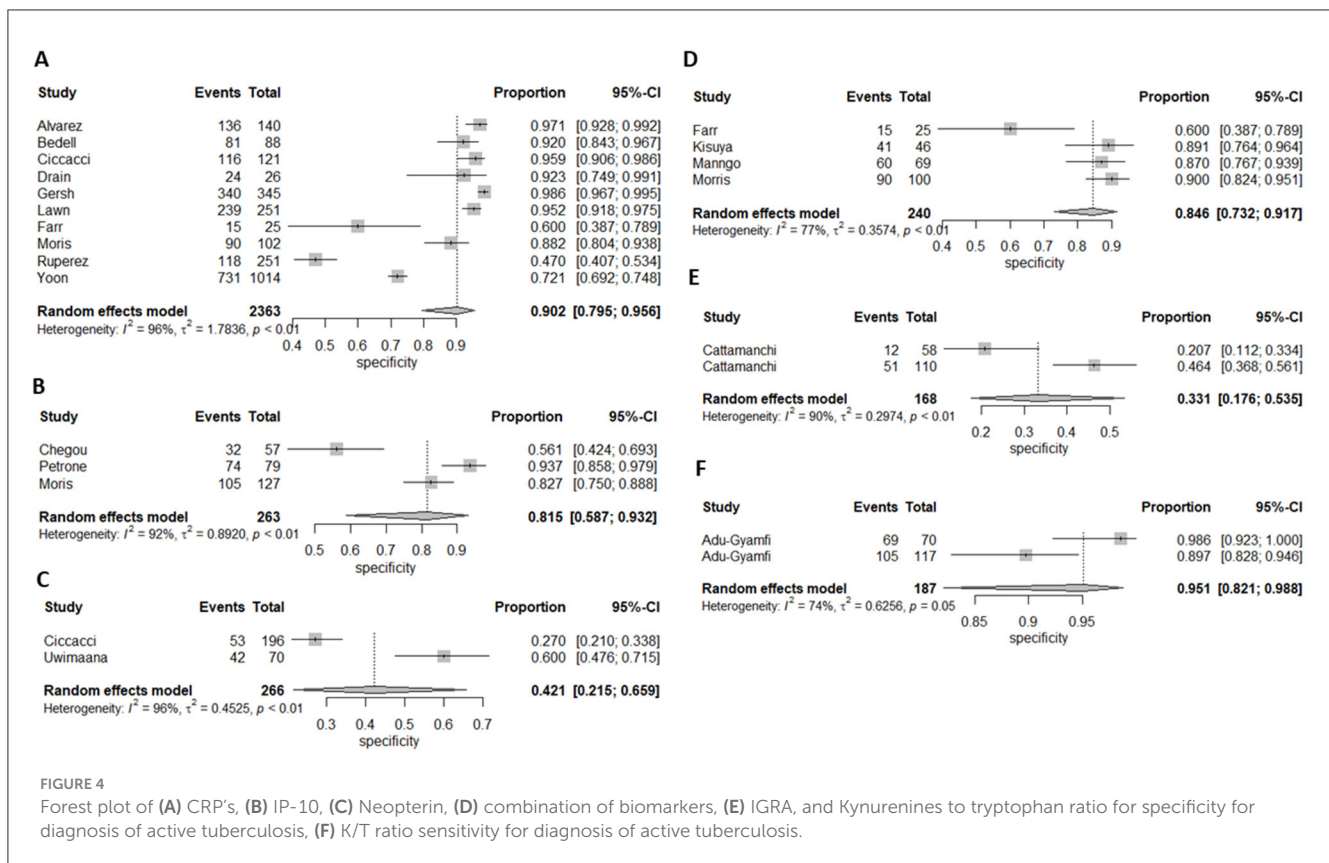 A
Study Events Total Proportion 95%-CI
Alvarez 136 140 0.971 [0.928; 0.992]
Bedell 81 88 0.920 [0.843; 0.967]
Ciccacci 116 121 0.959 [0.906; 0.986]
Drain 24 26 0.923 [0.749; 0.991]
Gersh 340 345 0.986 [0.967; 0.995]
Lawn 239 251 0.952 [0.918; 0.975]
Farr 15 25 0.600 [0.387; 0.789]
Moris 90 102 0.882 [0.804; 0.938]
Ruperez 118 251 0.470 [0.407; 0.534]
Yoon 731 1014 0.721 [0.692; 0.748]
Random effects model 2363 0.902 [0.795; 0.956]
Heterogeneity: I² = 96%, τ² = 1.7836, p < 0.01
0.4 0.5 0.6 0.7 0.8 0.9
specificity
B
Study Events Total Proportion 95%-CI
Chegou 32 57 0.561 [0.424; 0.693]
Petrone 74 79 0.937 [0.858; 0.979]
Moris 105 127 0.827 [0.750; 0.888]
Random effects model 263 0.815 [0.587; 0.932]
Heterogeneity: I² = 92%, τ² = 0.8920, p < 0.01
0.5 0.6 0.7 0.8 0.9
specificity
C
Study Events Total Proportion 95%-CI
Ciccacci 53 196 0.270 [0.210; 0.338]
Uwimaana 42 70 0.600 [0.476; 0.715]
Random effects model 266 0.421 [0.215; 0.659]
Heterogeneity: I² = 96%, τ² = 0.4525, p < 0.01
0.3 0.4 0.5 0.6 0.7
specificity
D
Study Events Total Proportion 95%-CI
Farr 15 25 0.600 [0.387; 0.789]
Kisuya 41 46 0.891 [0.764; 0.964]
Manngo 60 69 0.870 [0.767; 0.939]
Morris 90 100 0.900 [0.824; 0.951]
Random effects model 240 0.846 [0.732; 0.917]
Heterogeneity: I² = 77%, τ² = 0.3574, p < 0.01
0.4 0.5 0.6 0.7 0.8 0.9
specificity
E
Study Events Total Proportion 95%-CI
Cattamanchi 12 58 0.207 [0.112; 0.334]
Cattamanchi 51 110 0.464 [0.368; 0.561]
Random effects model 168 0.331 [0.176; 0.535]
Heterogeneity: I² = 90%, τ² = 0.2974, p < 0.01
0.2 0.3 0.4 0.5
specificity
F
Study Events Total Proportion 95%-CI
Adu-Gyamfi 69 70 0.986 [0.923; 1.000]
Adu-Gyamfi 105 117 0.897 [0.828; 0.946]
Random effects model 187 0.951 [0.821; 0.988]
Heterogeneity: I² = 74%, τ² = 0.6256, p = 0.05
0.85 0.9 0.95
specificity
FIGURE 4
Forest plot of (A) CRP's, (B) IP-10, (C) Neopterin, (D) combination of biomarkers, (E) IGRA, and Kynurenines to tryptophan ratio for specificity for
diagnosis of active tuberculosis, (F) K/T ratio sensitivity for diagnosis of active tuberculosis.